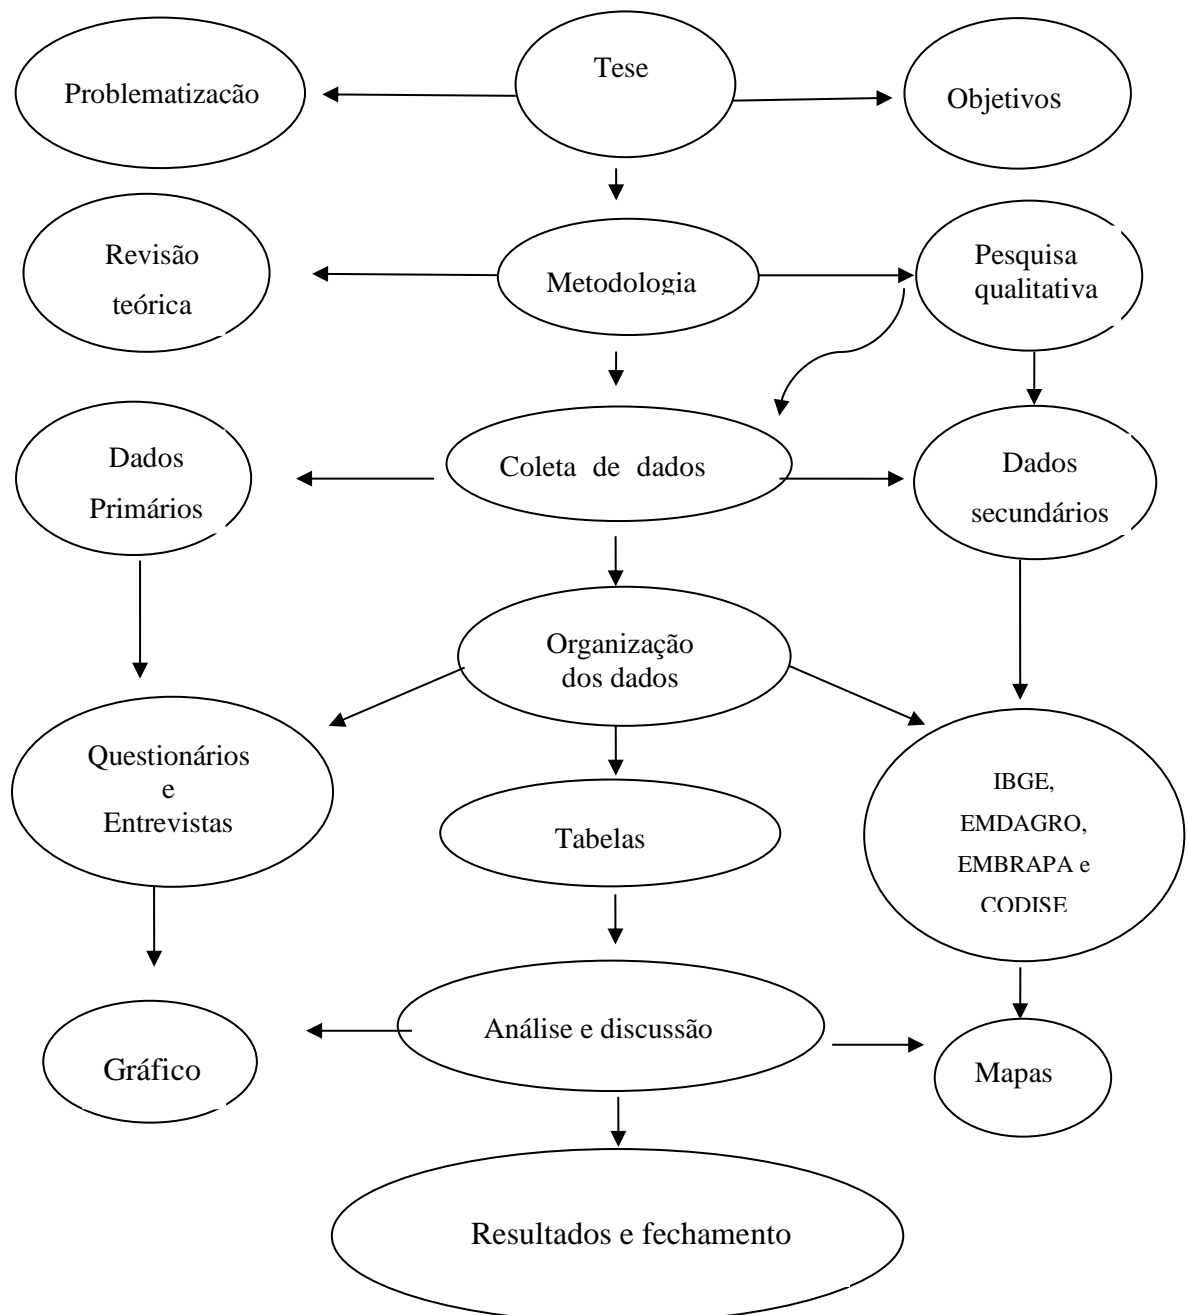 Tese
Problematizacão
Objetivos
Revisão
teórica
Metodologia
Pesquisa
qualitativa
Dados
Primários
Coleta de dados
Dados
secundários
Organização
dos dados
Questionários
e
Entrevistas
Tabelas
IBGE,
EMDAGRO,
EMBRAPA e
CODISE
Gráfico
Análise e discussão
Mapas
Resultados e fechamento